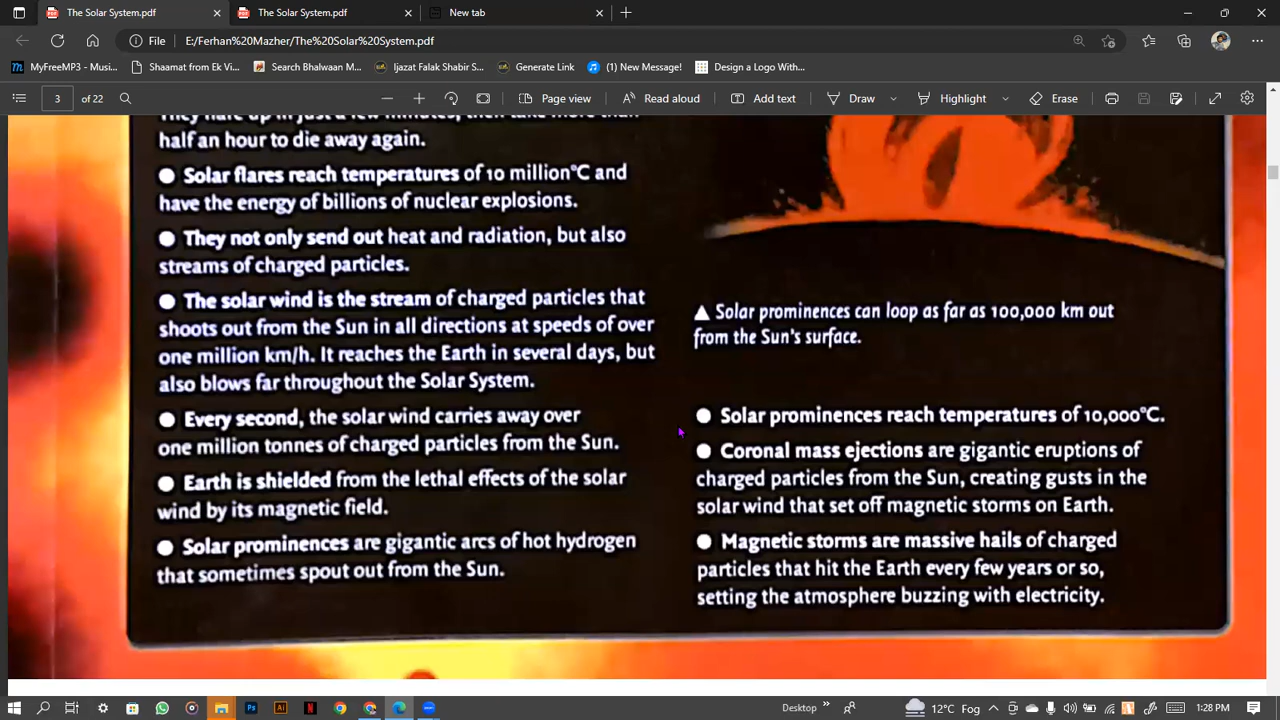 The Solar System.pdf
The Solar System.pdf
New tab
File
E:/Ferhan%20Mazher/The%20Solar%20System.pdf
MyFreeMP3 - Musi...
Shaamat from Ek Vi...
Search Bhalwaan M...
Ijazat Falak Shabir S...
Generate Link
(1) New Message!
Design a Logo With...
3
of 22
Page view
Read aloud
Add text
Draw
Highlight
Erase
They flare up in just a few minutes, then take more than
half an hour to die away again.
● Solar flares reach temperatures of 10 million°C and
have the energy of billions of nuclear explosions.
● They not only send out heat and radiation, but also
streams of charged particles.
● The solar wind is the stream of charged particles that
shoots out from the Sun in all directions at speeds of over
one million km/h. It reaches the Earth in several days, but
also blows far throughout the Solar System.
● Every second, the solar wind carries away over
one million tonnes of charged particles from the Sun.
● Earth is shielded from the lethal effects of the solar
wind by its magnetic field.
● Solar prominences are gigantic arcs of hot hydrogen
that sometimes spout out from the Sun.
▲ Solar prominences can loop as far as 100,000 km out
from the Sun's surface.
● Solar prominences reach temperatures of 10,000°C.
● Coronal mass ejections are gigantic eruptions of
charged particles from the Sun, creating gusts in the
solar wind that set off magnetic storms on Earth.
● Magnetic storms are massive hails of charged
particles that hit the Earth every few years or so,
setting the atmosphere buzzing with electricity.
Desktop
12°C Fog
1:28 PM